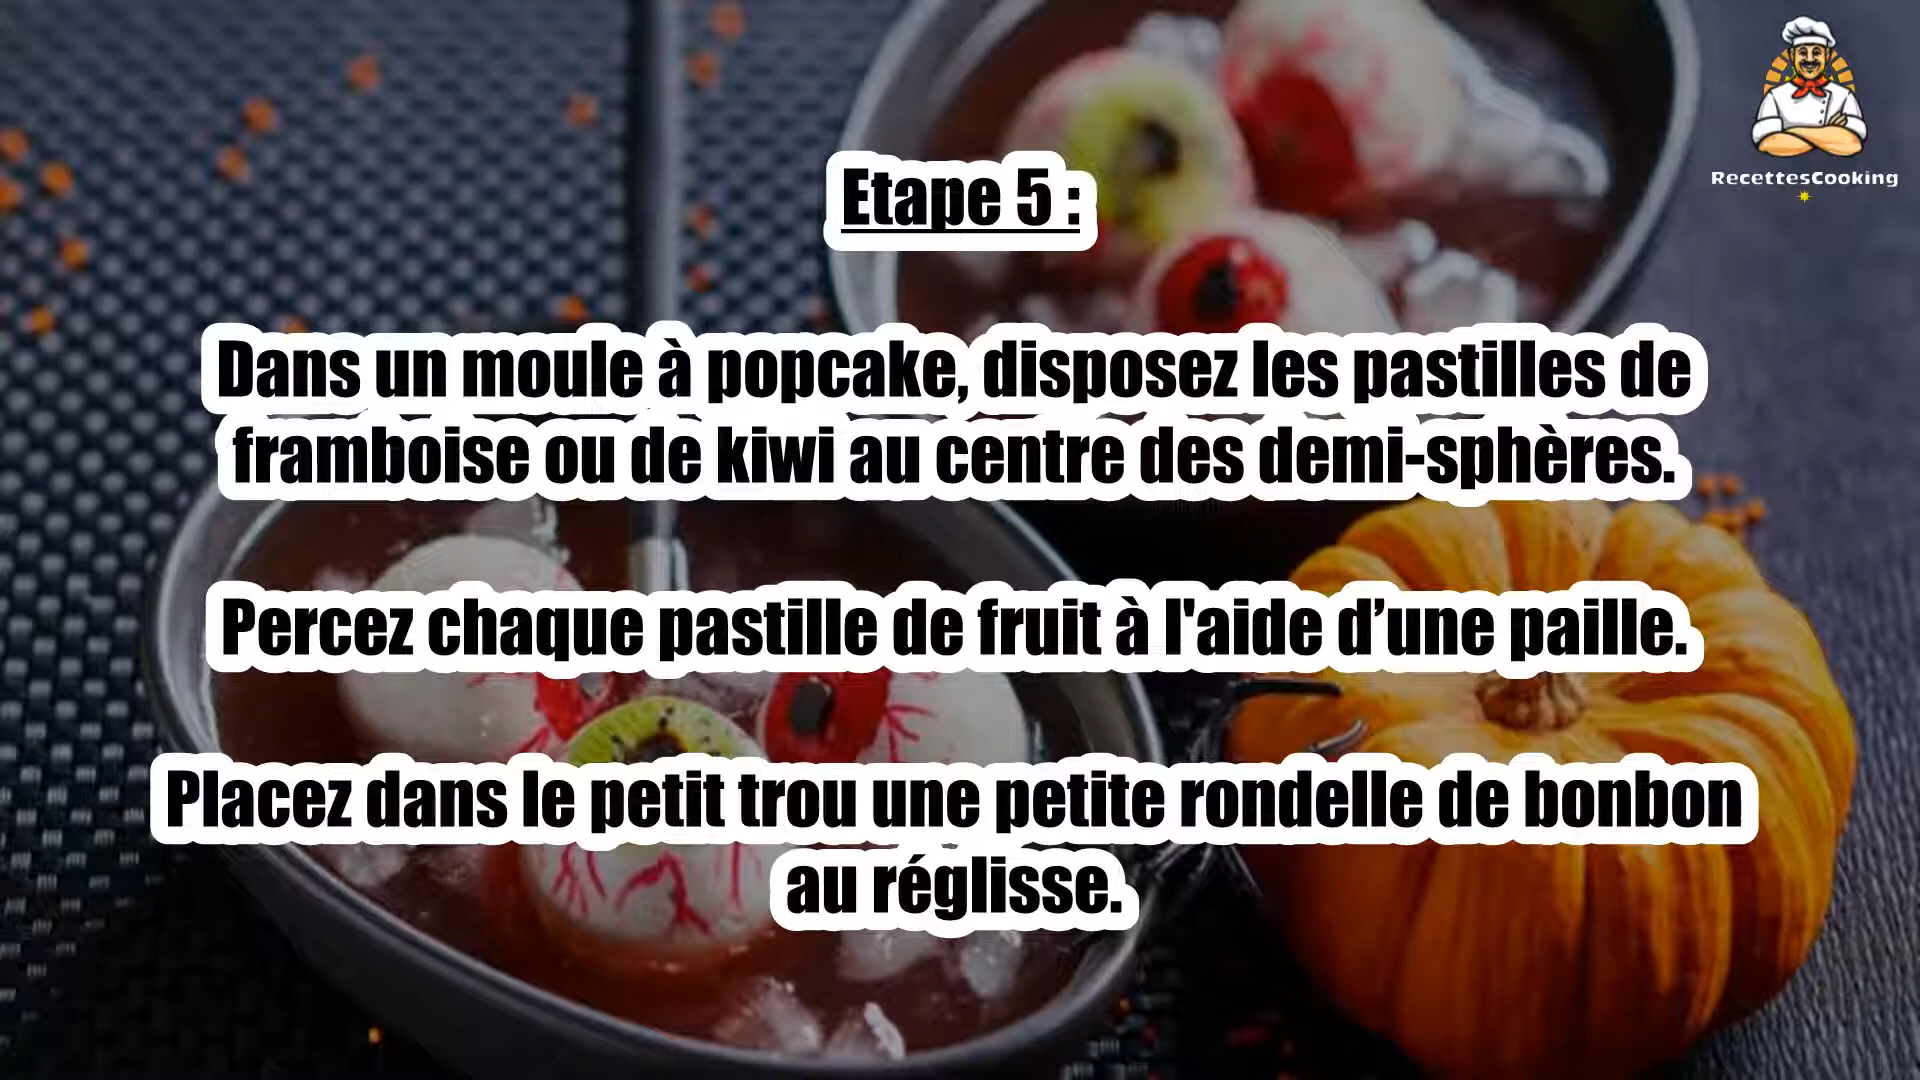 RecettesCooking
Etape 5 :
Dans un moule à popcake, disposez les pastilles de
framboise ou de kiwi au centre des demi-sphères.
Percez chaque pastille de fruit à l'aide d’une paille.
Placez dans le petit trou une petite rondelle de bonbon
au réglisse.